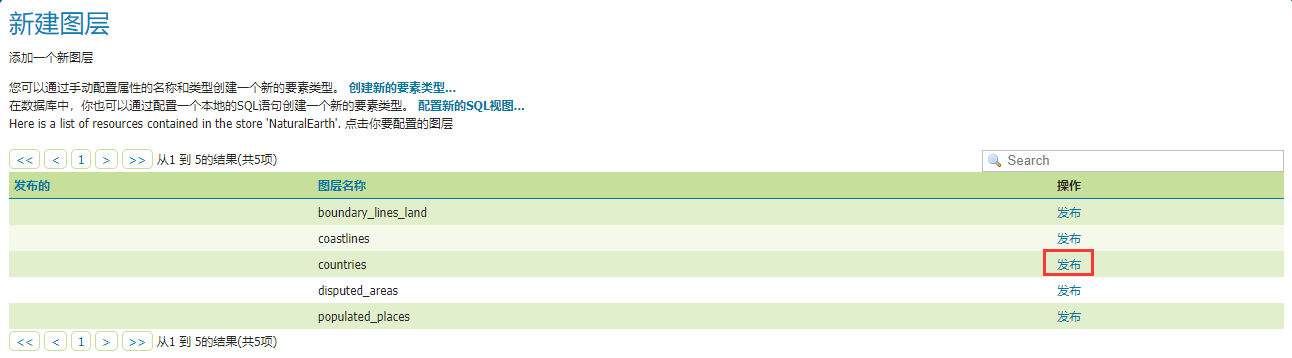 新建图层
添加一个新图层
您可以通过手动配置属性的名称和类型创建一个新的要素类型。 创建新的要素类型...
在数据库中，你也可以通过配置一个本地的SQL语句创建一个新的要素类型。 配置新的SQL视图...
Here is a list of resources contained in the store 'NaturalEarth'. 点击你要配置的图层
<< < 1 > >> 从1 到 5的结果(共5项) Search
发布的 图层名称 操作
boundary_lines_land 发布
coastlines 发布
countries 发布
disputed_areas 发布
populated_places 发布
<< < 1 > >> 从1 到 5的结果(共5项)